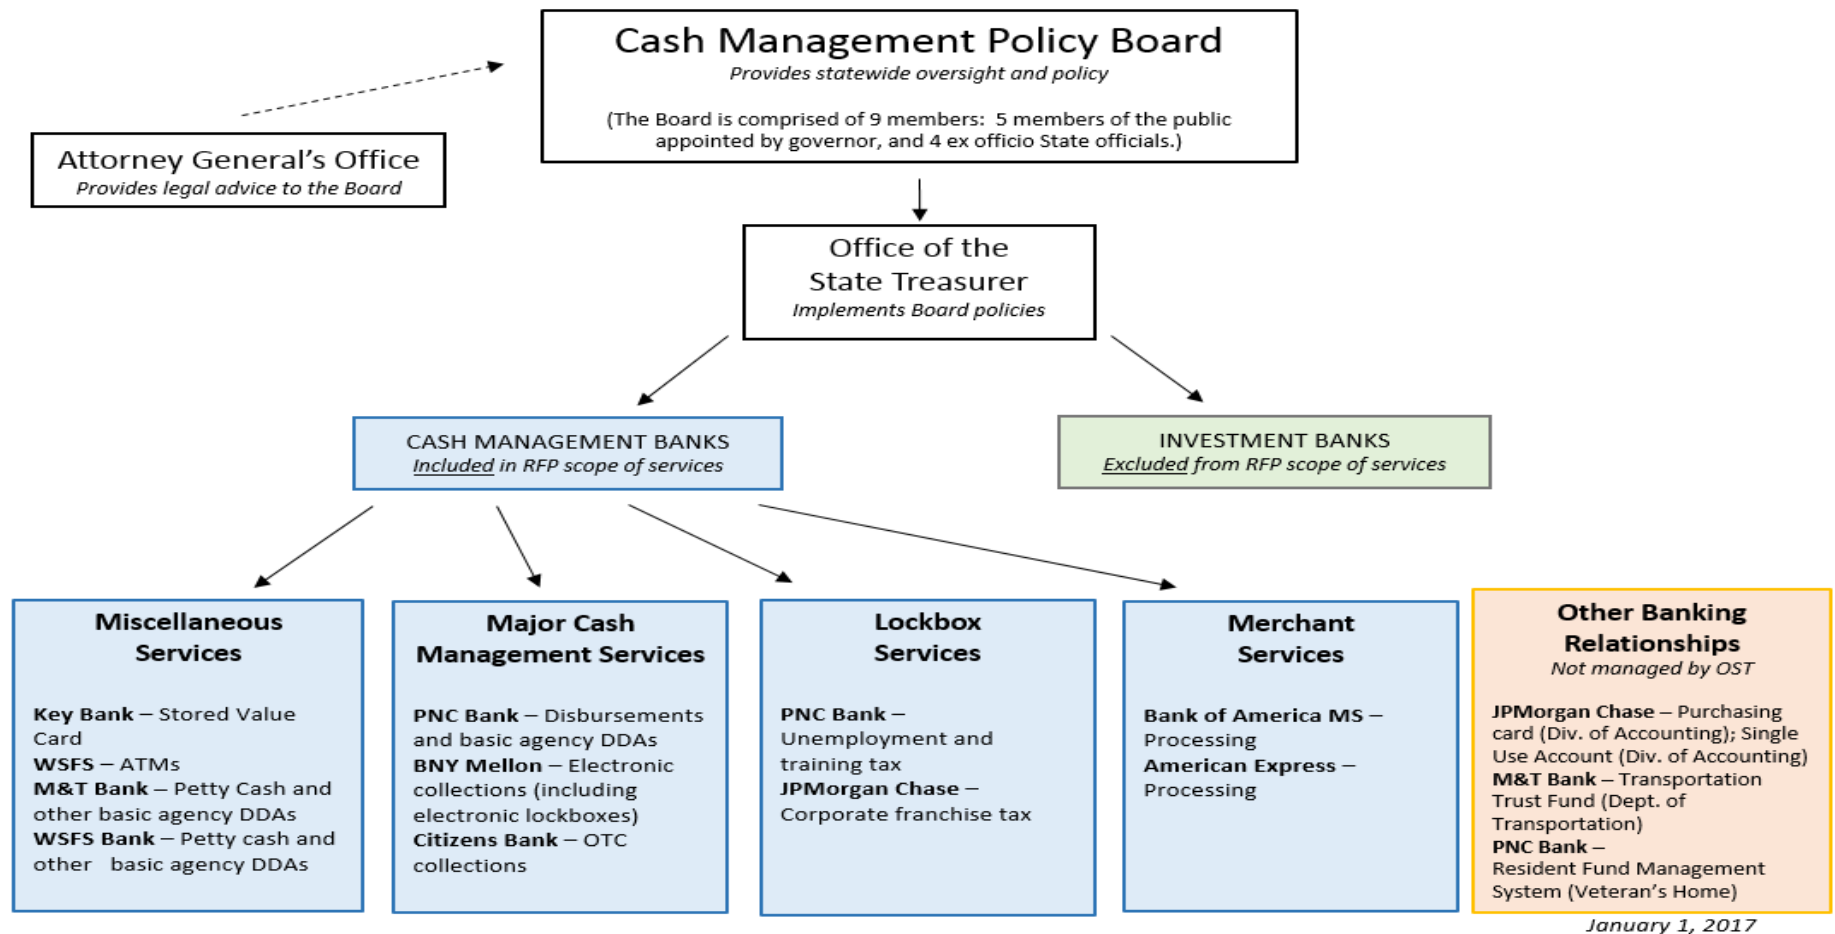 Cash Management Policy Board
Provides statewide oversight and policy
(The Board is comprised of 9 members:  5 members of the public
appointed by governor, and 4 ex officio State officials.)
Attorney General’s Office
Provides legal advice to the Board
Office of the
State Treasurer
Implements Board policies
CASH MANAGEMENT BANKS
Included in RFP scope of services
INVESTMENT BANKS
Excluded from RFP scope of services
Miscellaneous
Services
Key Bank – Stored Value
Card
WSFS – ATMs
M&T Bank – Petty Cash and
other basic agency DDAs
WSFS Bank – Petty cash and
other   basic agency DDAs
Major Cash
Management Services
PNC Bank – Disbursements
and basic agency DDAs
BNY Mellon – Electronic
collections (including
electronic lockboxes)
Citizens Bank – OTC
collections
Lockbox
Services
PNC Bank –
Unemployment and
training tax
JPMorgan Chase –
Corporate franchise tax
Merchant
Services
Bank of America MS –
Processing
American Express –
Processing
Other Banking
Relationships
Not managed by OST
JPMorgan Chase – Purchasing
card (Div. of Accounting); Single
Use Account (Div. of Accounting)
M&T Bank – Transportation
Trust Fund (Dept. of
Transportation)
PNC Bank –
Resident Fund Management
System (Veteran’s Home)
January 1, 2017